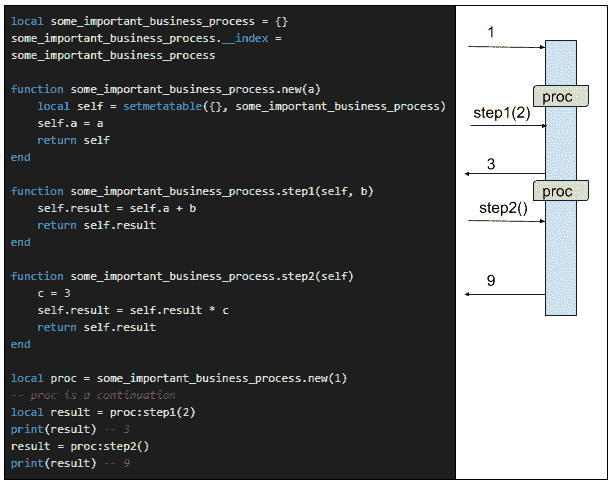 local some_important_business_process = {}
some_important_business_process.__index =
some_important_business_process
function some_important_business_process.new(a)
    local self = setmetatable({}, some_important_business_process)
    self.a = a
    return self
end
function some_important_business_process.step1(self, b)
    self.result = self.a + b
    return self.result
end
function some_important_business_process.step2(self)
    c = 3
    self.result = self.result * c
    return self.result
end
local proc = some_important_business_process.new(1)
-- proc is a continuation
local result = proc:step1(2)
print(result) -- 3
result = proc:step2()
print(result) -- 9
1
proc
step1(2)
3
proc
step2()
9